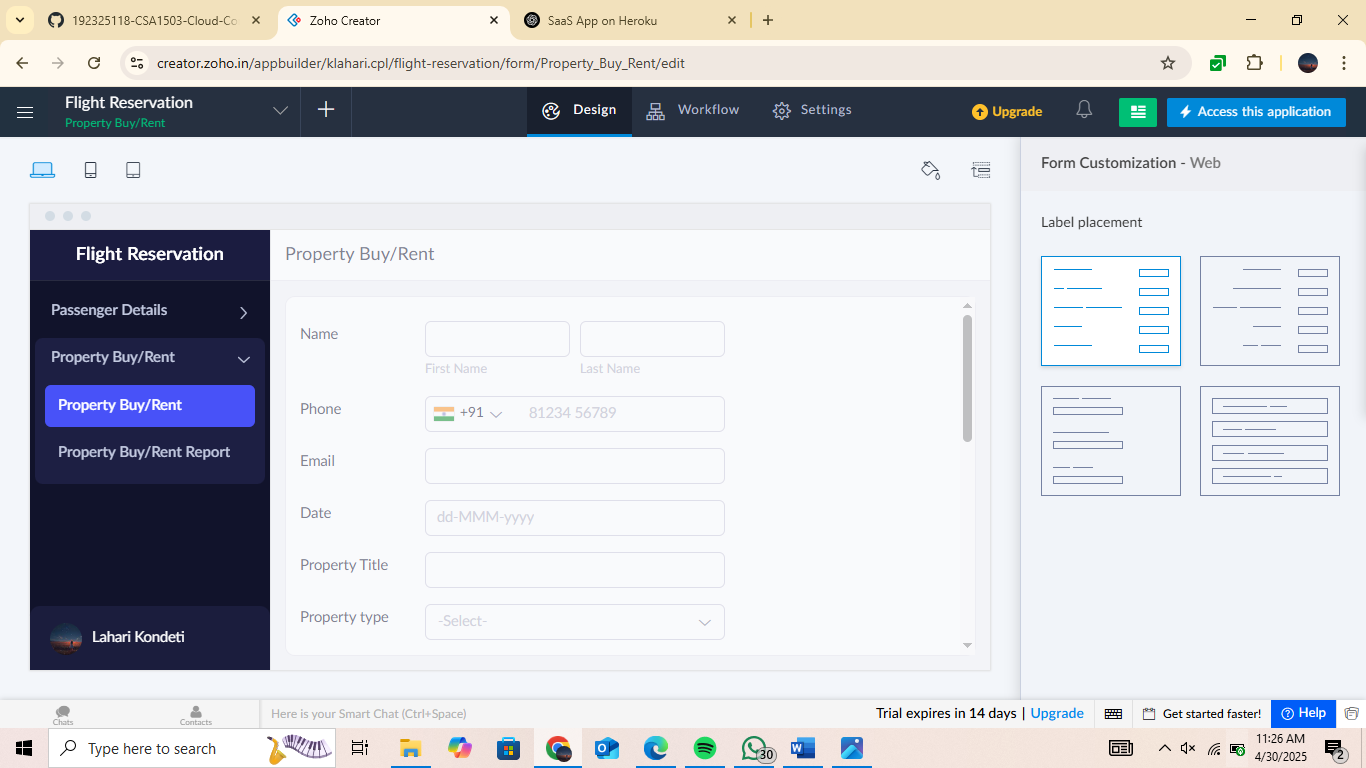 192325118-CSA1503-Cloud-Co
Zoho Creator
SaaS App on Heroku
creator.zoho.in/appbuilder/klahari.cpl/flight-reservation/form/Property_Buy_Rent/edit
Flight Reservation
Property Buy/Rent
Design
Workflow
Settings
Upgrade
Access this application
Form Customization - Web
Label placement
Flight Reservation
Passenger Details
Property Buy/Rent
Property Buy/Rent
Property Buy/Rent Report
Lahari Kondeti
Property Buy/Rent
Name
First Name
Last Name
Phone
+91
81234 56789
Email
Date
dd-MMM-yyyy
Property Title
Property type
-Select-
Chats
Contacts
Here is your Smart Chat (Ctrl+Space)
Trial expires in 14 days | Upgrade
Get started faster!
Help
Type here to search
30
11:26 AM
4/30/2025
2